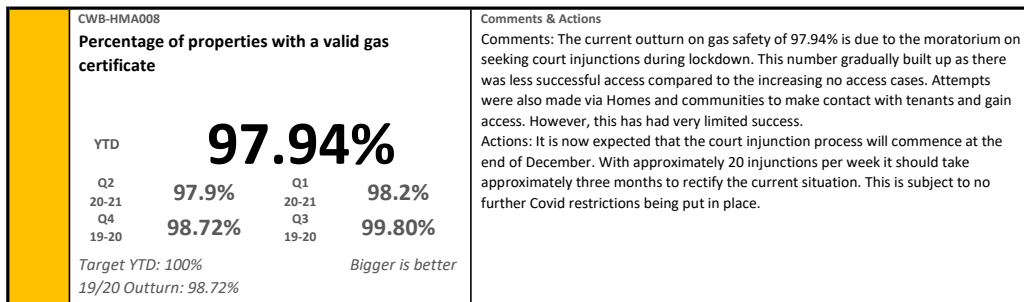 CWB-HMA008
Percentage of properties with a valid gas
certificate
YTD 97.94%
Q2
20-21 97.9% Q1
20-21 98.2%
Q4
19-20 98.72% Q3
19-20 99.80%
Target YTD: 100% Bigger is better
19/20 Outturn: 98.72%
Comments & Actions
Comments: The current outturn on gas safety of 97.94% is due to the moratorium on
seeking court injunctions during lockdown. This number gradually built up as there
was less successful access compared to the increasing no access cases. Attempts
were also made via Homes and communities to make contact with tenants and gain
access. However, this has had very limited success.
Actions: It is now expected that the court injunction process will commence at the
end of December. With approximately 20 injunctions per week it should take
approximately three months to rectify the current situation. This is subject to no
further Covid restrictions being put in place.